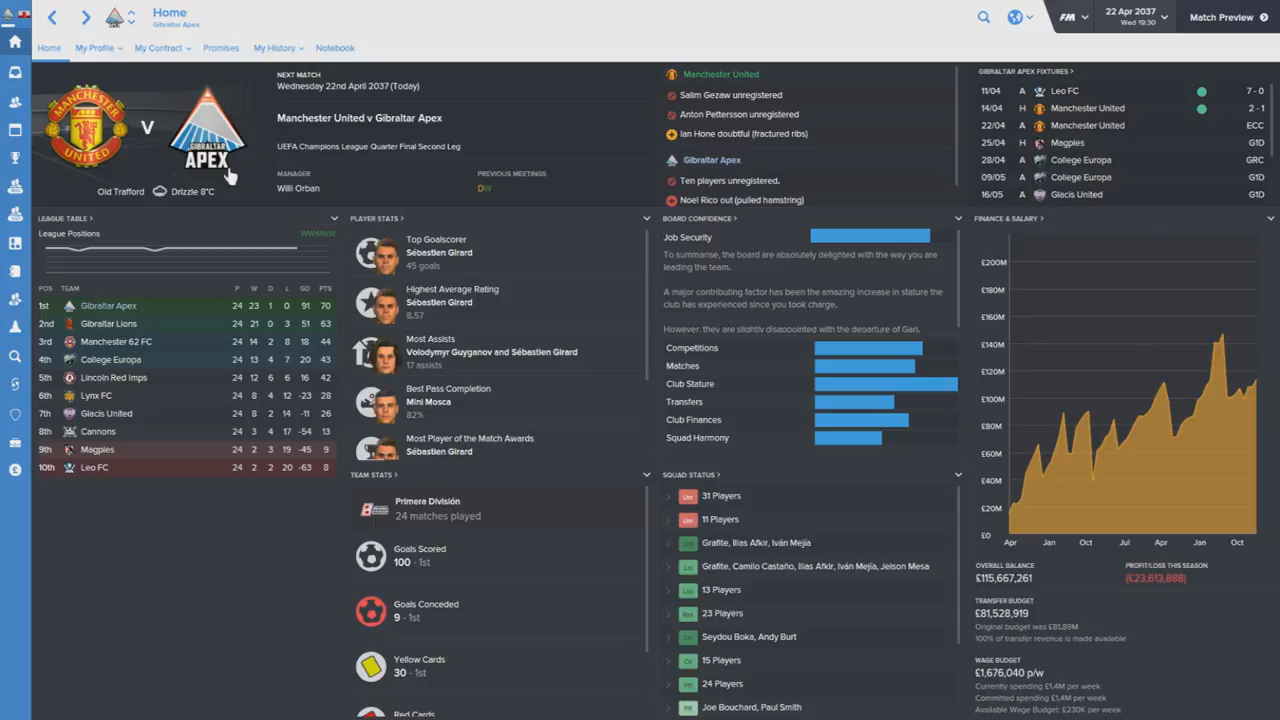 Home
Gibraltar Apex
22 Apr 2037
Wed 19:30
FM
Match Preview
Home
My Profile
My Contract
Promises
My History
Notebook
MANCHESTER
UNITED
V
GIBRALTAR
APEX
Old Trafford
Drizzle 8°C
NEXT MATCH
Wednesday 22nd April 2037 (Today)
Manchester United v Gibraltar Apex
UEFA Champions League Quarter Final Second Leg
MANAGER
Willi Orban
PREVIOUS MEETINGS
DW
Manchester United
Salim Gezaw unregistered
Anton Pettersson unregistered
Ian Hone doubtful (fractured ribs)
Gibraltar Apex
Ten players unregistered.
Noel Rico out (pulled hamstring)
GIBRALTAR APEX FIXTURES >
11/04 A Leo FC 7 - 0
14/04 H Manchester United 2 - 1
22/04 A Manchester United ECC
25/04 H Magpies G1D
28/04 A College Europa GRC
09/05 A College Europa G1D
16/05 A Glacis United G1D
LEAGUE TABLE >
League Positions
WWWWW
POS TEAM P W D L GL PTS
1st Gibraltar Apex 24 23 1 0 91 70
2nd Gibraltar Lions 24 21 0 3 51 63
3rd Manchester 62 FC 24 14 2 8 18 44
4th College Europa 24 13 4 7 20 43
5th Lincoln Red Imps 24 12 6 6 16 42
6th Lynx FC 24 8 4 12 -23 28
7th Glacis United 24 8 2 14 -11 26
8th Cannons 24 3 4 17 -54 13
9th Magpies 24 2 3 19 -45 9
10th Leo FC 24 2 2 20 -63 8
PLAYER STATS >
Top Goalscorer
Sébastien Girard
45 goals
Highest Average Rating
Sébastien Girard
8.57
Most Assists
Volodymyr Guyganov and Sébastien Girard
17 assists
Best Pass Completion
Mini Mosca
82%
Most Player of the Match Awards
Sébastien Girard
TEAM STATS >
Primera División
24 matches played
Goals Scored
100 - 1st
Goals Conceded
9 - 1st
Yellow Cards
30 - 1st
Red Cards
BOARD CONFIDENCE >
Job Security
To summarise, the board are absolutely delighted with the way you are
leading the team.
A major contributing factor has been the amazing increase in stature the
club has experienced since you took charge.
However, they are slightly disappointed with the departure of Gari.
Competitions
Matches
Club Stature
Transfers
Club Finances
Squad Harmony
SQUAD STATUS >
Unr 31 Players
Unr 11 Players
Grafite, Ilias Afkir, Iván Mejía
Lst Grafite, Camilo Castaño, Ilias Afkir, Iván Mejía, Jeison Mesa
Loa 13 Players
Wnt 23 Players
Seydou Boka, Andy Burt
Ctr 15 Players
Frn 24 Players
PR Joe Bouchard, Paul Smith
FINANCE & SALARY >
£200M
£180M
£160M
£140M
£120M
£100M
£80M
£60M
£40M
£20M
£0
Apr Jan Oct Jul Apr Jan Oct
OVERALL BALANCE
£115,667,261
PROFIT/LOSS THIS SEASON
(£23,613,888)
TRANSFER BUDGET
£81,528,919
Original budget was £81.89M
100% of transfer revenue is made available
WAGE BUDGET
£1,676,040 p/w
Currently spending £1.4M per week
Committed spending £1.4M per week
Available Wage Budget: £230K per week